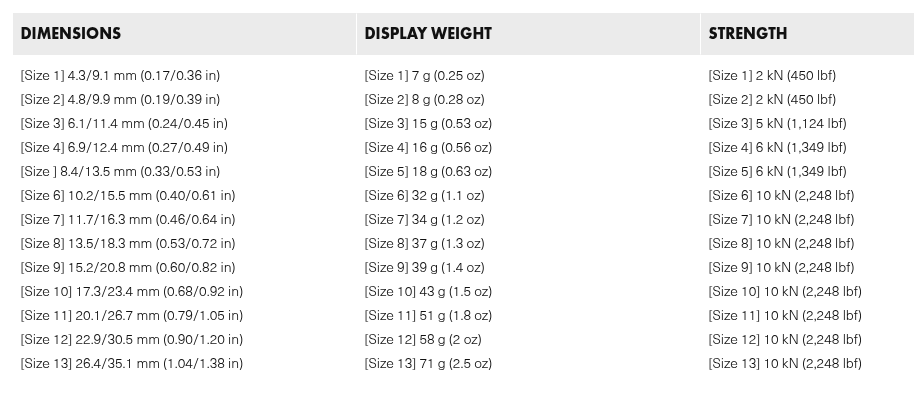 DIMENSIONS DISPLAY WEIGHT STRENGTH
[Size 1] 4.3/9.1 mm (0.17/0.36 in) [Size 1] 7 g (0.25 oz) [Size 1] 2 kN (450 lbf)
[Size 2] 4.8/9.9 mm (0.19/0.39 in) [Size 2] 8 g (0.28 oz) [Size 2] 2 kN (450 lbf)
[Size 3] 6.1/11.4 mm (0.24/0.45 in) [Size 3] 15 g (0.53 oz) [Size 3] 5 kN (1,124 lbf)
[Size 4] 6.9/12.4 mm (0.27/0.49 in) [Size 4] 16 g (0.56 oz) [Size 4] 6 kN (1,349 lbf)
[Size ] 8.4/13.5 mm (0.33/0.53 in) [Size 5] 18 g (0.63 oz) [Size 5] 6 kN (1,349 lbf)
[Size 6] 10.2/15.5 mm (0.40/0.61 in) [Size 6] 32 g (1.1 oz) [Size 6] 10 kN (2,248 lbf)
[Size 7] 11.7/16.3 mm (0.46/0.64 in) [Size 7] 34 g (1.2 oz) [Size 7] 10 kN (2,248 lbf)
[Size 8] 13.5/18.3 mm (0.53/0.72 in) [Size 8] 37 g (1.3 oz) [Size 8] 10 kN (2,248 lbf)
[Size 9] 15.2/20.8 mm (0.60/0.82 in) [Size 9] 39 g (1.4 oz) [Size 9] 10 kN (2,248 lbf)
[Size 10] 17.3/23.4 mm (0.68/0.92 in) [Size 10] 43 g (1.5 oz) [Size 10] 10 kN (2,248 lbf)
[Size 11] 20.1/26.7 mm (0.79/1.05 in) [Size 11] 51 g (1.8 oz) [Size 11] 10 kN (2,248 lbf)
[Size 12] 22.9/30.5 mm (0.90/1.20 in) [Size 12] 58 g (2 oz) [Size 12] 10 kN (2,248 lbf)
[Size 13] 26.4/35.1 mm (1.04/1.38 in) [Size 13] 71 g (2.5 oz) [Size 13] 10 kN (2,248 lbf)